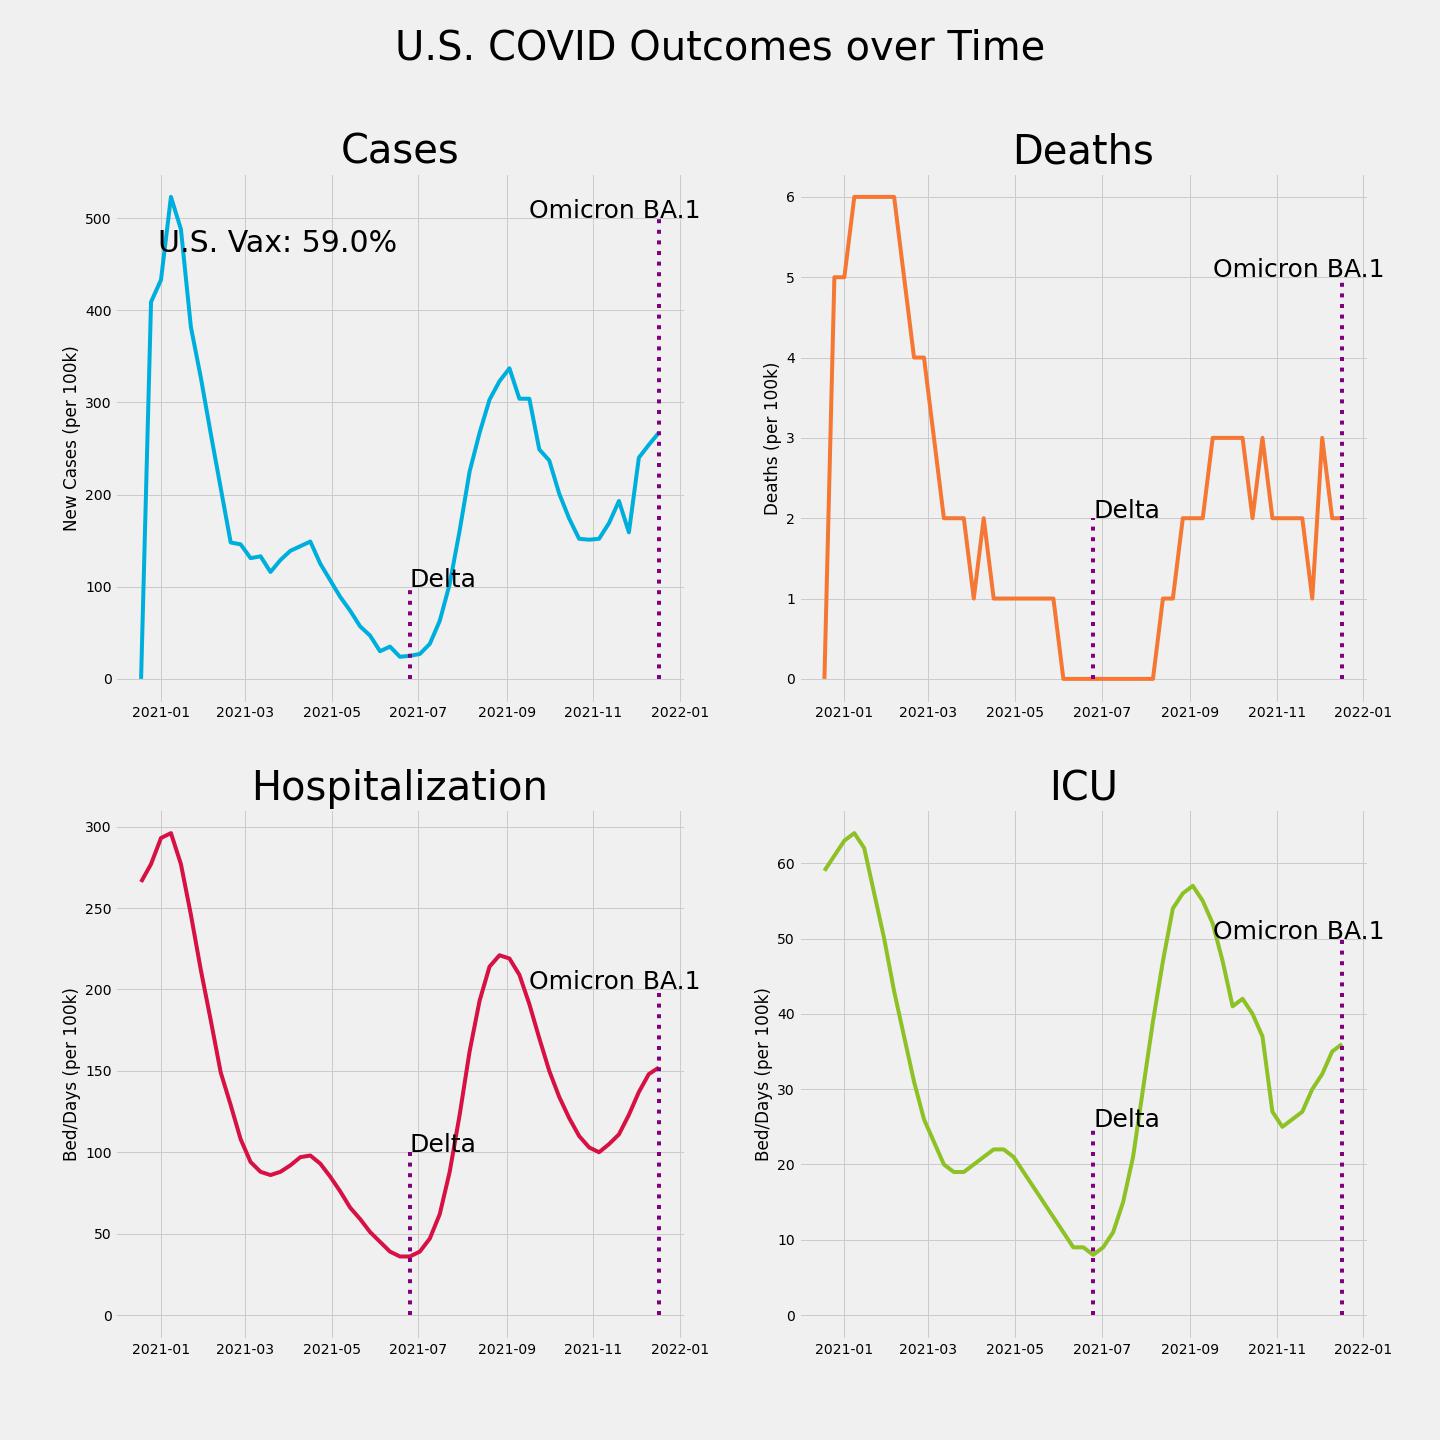 U.S. COVID Outcomes over Time
Cases
New Cases (per 100k)
500
400
300
200
100
0
U.S. Vax: 59.0%
Omicron BA.1
Delta
2021-01 2021-03 2021-05 2021-07 2021-09 2021-11 2022-01
Deaths
Deaths (per 100k)
6
5
4
3
2
1
0
Omicron BA.1
Delta
2021-01 2021-03 2021-05 2021-07 2021-09 2021-11 2022-01
Hospitalization
Bed/Days (per 100k)
300
250
200
150
100
50
0
Omicron BA.1
Delta
2021-01 2021-03 2021-05 2021-07 2021-09 2021-11 2022-01
ICU
Bed/Days (per 100k)
60
50
40
30
20
10
0
Omicron BA.1
Delta
2021-01 2021-03 2021-05 2021-07 2021-09 2021-11 2022-01